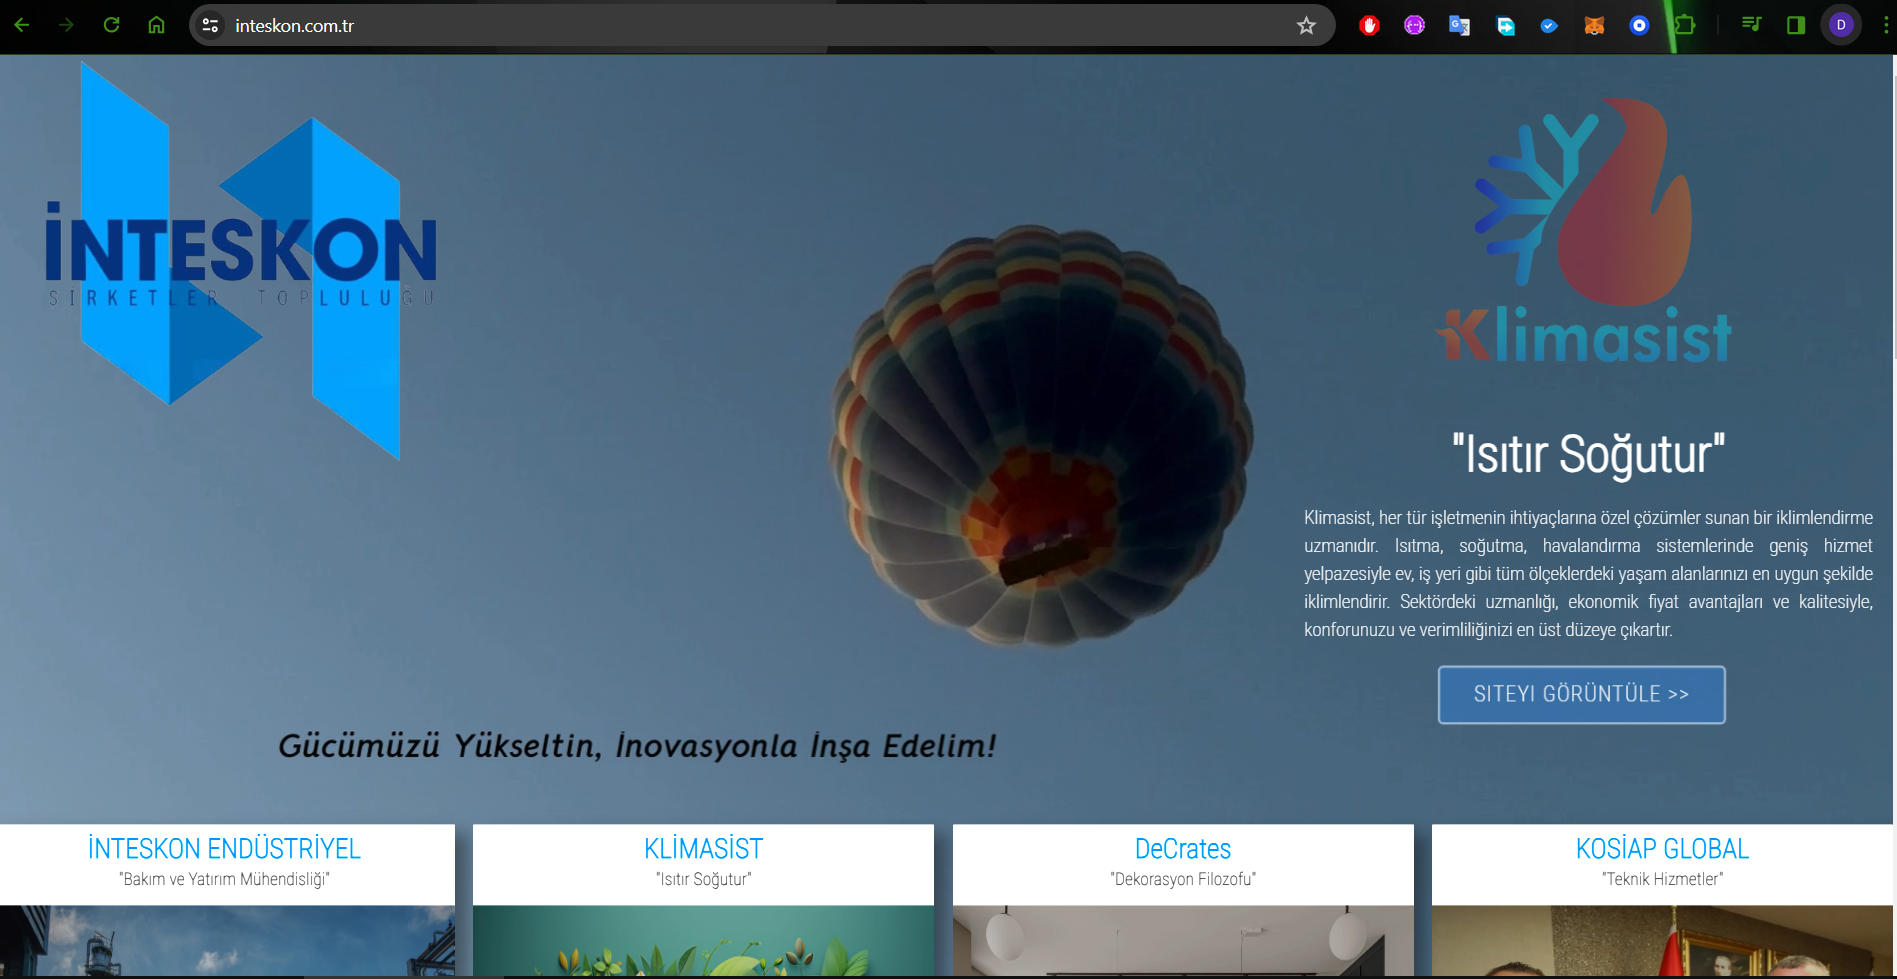 inteskon.com.tr
D
İNTESKON
ŞİRKETLER TOPLULUĞU
Klimasist
"Isıtır Soğutur"
Klimasist, her tür işletmenin ihtiyaçlarına özel çözümler sunan bir iklimlendirme
uzmanıdır. Isıtma, soğutma, havalandırma sistemlerinde geniş hizmet
yelpazesiyle ev, iş yeri gibi tüm ölçeklerdeki yaşam alanlarınızı en uygun şekilde
iklimlendirir. Sektördeki uzmanlığı, ekonomik fiyat avantajları ve kalitesiyle,
konforunuzu ve verimliliğinizi en üst düzeye çıkartır.
SITEYI GÖRÜNTÜLE >>
Gücümüzü Yükseltin, İnovasyonla İnşa Edelim!
İNTESKON ENDÜSTRİYEL
"Bakım ve Yatırım Mühendisliği"
KLİMASİST
"Isıtır Soğutur"
DeCrates
"Dekorasyon Filozofu"
KOSİAP GLOBAL
"Teknik Hizmetler"